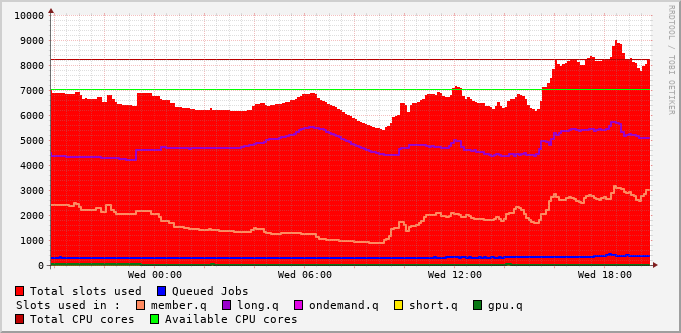 10000
9000
8000
7000
6000
5000
4000
3000
2000
1000
0
Wed 00:00 Wed 06:00 Wed 12:00 Wed 18:00
Total slots used Queued Jobs
Slots used in : member.q long.q ondemand.q short.q gpu.q
Total CPU cores Available CPU cores
RRDTOOL / TOBI OETIKER